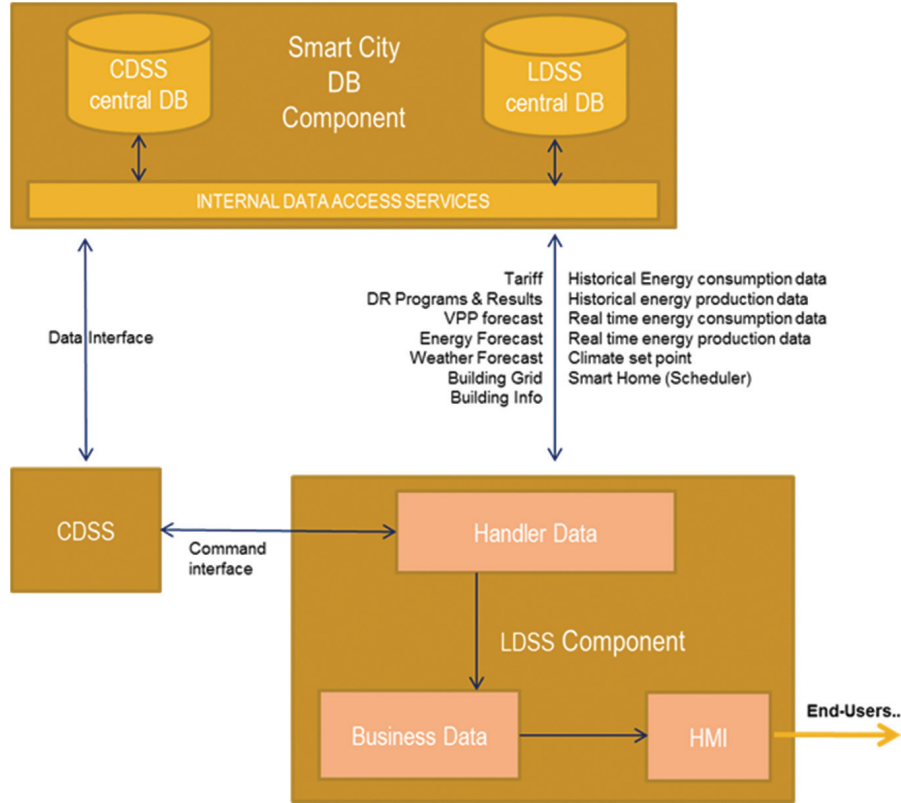 Smart City
DB
Component
CDSS
central DB
LDSS
central DB
INTERNAL DATA ACCESS SERVICES
Data Interface
Tariff
DR Programs & Results
VPP forecast
Energy Forecast
Weather Forecast
Building Grid
Building Info
Historical Energy consumption data
Historical energy production data
Real time energy consumption data
Real time energy production data
Climate set point
Smart Home (Scheduler)
CDSS
Command
interface
Handler Data
LDSS Component
Business Data
HMI
End-Users..